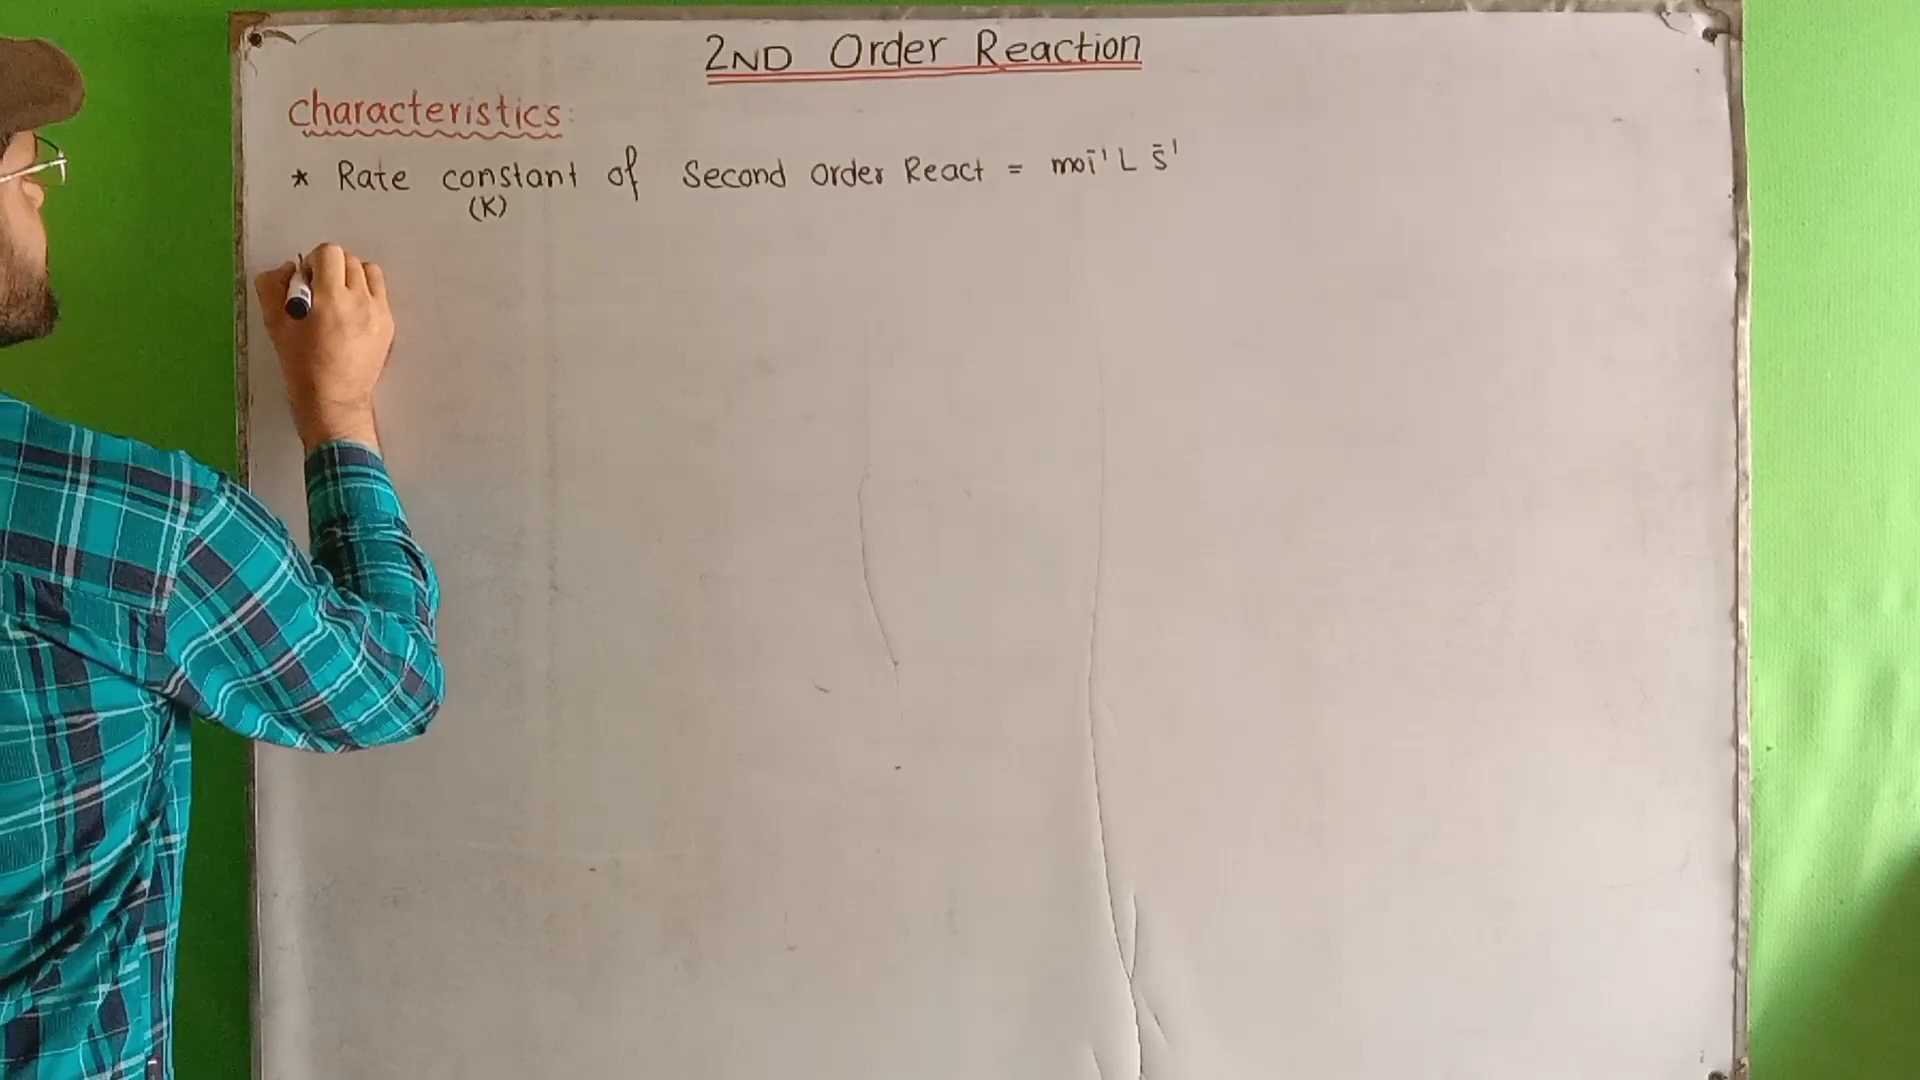 2ND Order Reaction
Characteristics:
* Rate constant of Second Order React = mol⁻¹ L s⁻¹
(K)